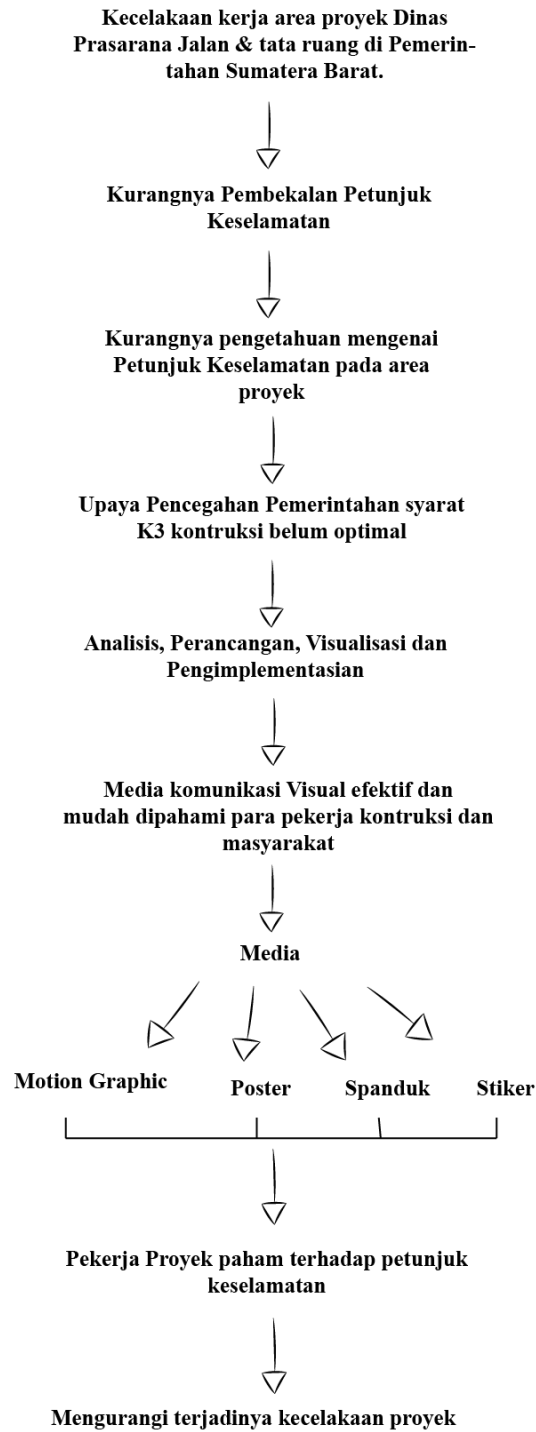 Kecelakaan kerja area proyek Dinas
Prasarana Jalan & tata ruang di Pemerin-
tahan Sumatera Barat.
Kurangnya Pembekalan Petunjuk
Keselamatan
Kurangnya pengetahuan mengenai
Petunjuk Keselamatan pada area
proyek
Upaya Pencegahan Pemerintahan syarat
K3 kontruksi belum optimal
Analisis, Perancangan, Visualisasi dan
Pengimplementasian
Media komunikasi Visual efektif dan
mudah dipahami para pekerja kontruksi dan
masyarakat
Media
Motion Graphic Poster Spanduk Stiker
Pekerja Proyek paham terhadap petunjuk
keselamatan
Mengurangi terjadinya kecelakaan proyek